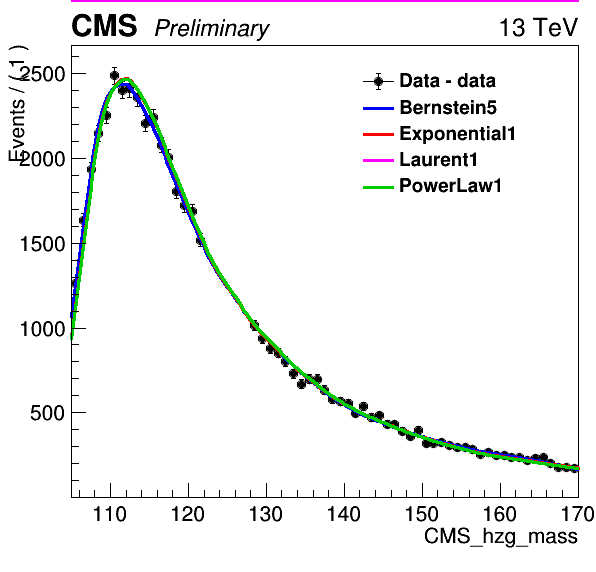 CMS Preliminary 13 TeV
Events / ( 1 )
2500
2000
1500
1000
500
Data - data
Bernstein5
Exponential1
Laurent1
PowerLaw1
110 120 130 140 150 160 170
CMS_hzg_mass